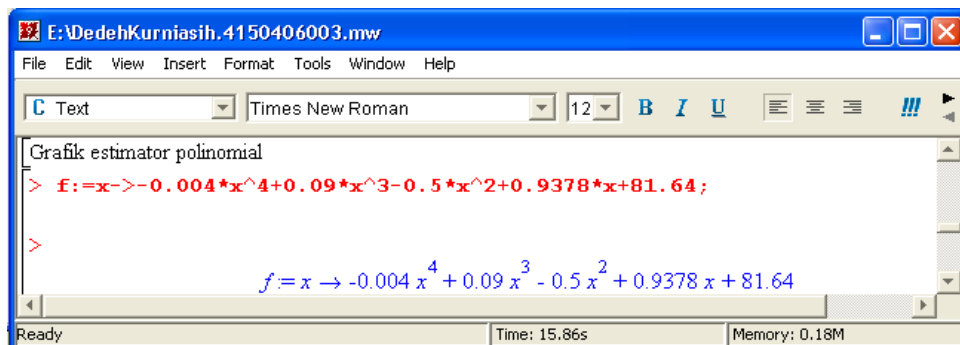 E:\DedehKurniasih.4150406003.mw
File Edit View Insert Format Tools Window Help
C Text Times New Roman 12 B I U !!!
Grafik estimator polinomial
> f:=x->-0.004*x^4+0.09*x^3-0.5*x^2+0.9378*x+81.64;
>
f := x → -0.004 x^4 + 0.09 x^3 - 0.5 x^2 + 0.9378 x + 81.64
Ready Time: 15.86s Memory: 0.18M